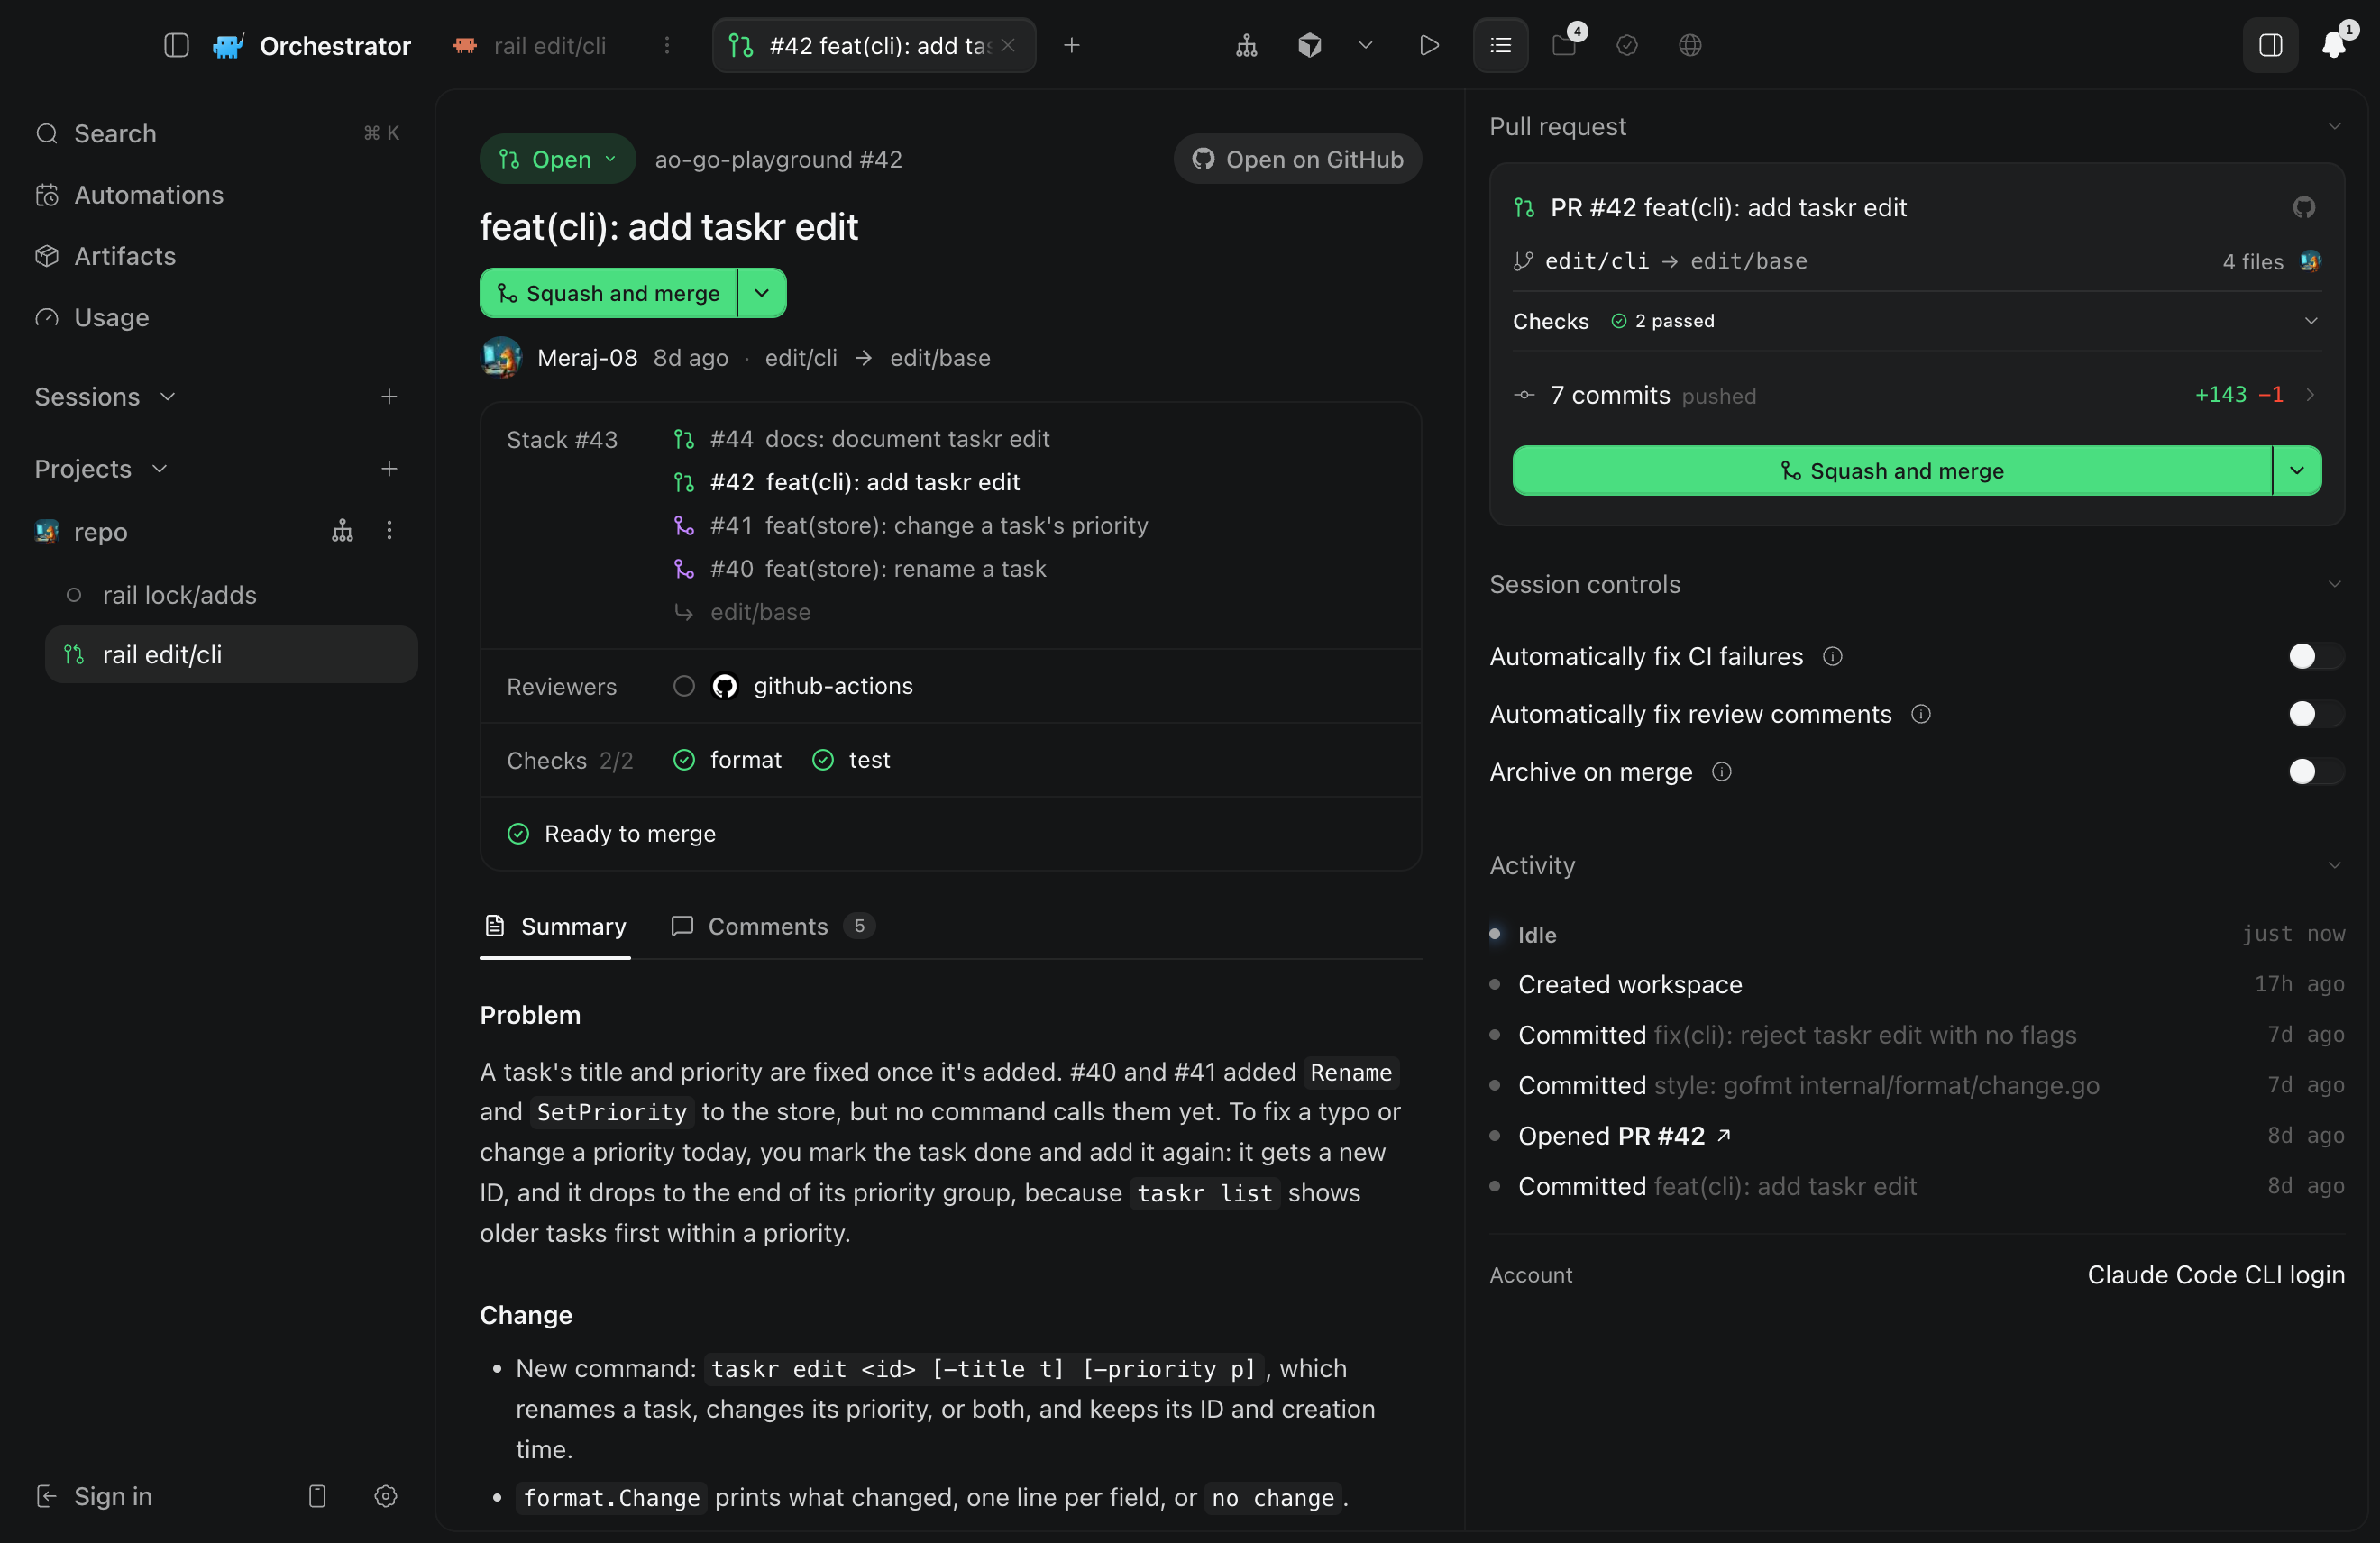 Orchestrator
rail edit/cli
#42 feat(cli): add tas
4
1
Search
⌘ K
Automations
Artifacts
Usage
Sessions
Projects
repo
rail lock/adds
rail edit/cli
Sign in
Open
ao-go-playground #42
Open on GitHub
feat(cli): add taskr edit
Squash and merge
Meraj-08 8d ago · edit/cli → edit/base
Stack #43
#44 docs: document taskr edit
#42 feat(cli): add taskr edit
#41 feat(store): change a task's priority
#40 feat(store): rename a task
edit/base
Reviewers
github-actions
Checks 2/2
format
test
Ready to merge
Summary
Comments 5
Problem
A task's title and priority are fixed once it's added. #40 and #41 added Rename
and SetPriority to the store, but no command calls them yet. To fix a typo or
change a priority today, you mark the task done and add it again: it gets a new
ID, and it drops to the end of its priority group, because taskr list shows
older tasks first within a priority.
Change
• New command: taskr edit <id> [-title t] [-priority p], which
renames a task, changes its priority, or both, and keeps its ID and creation
time.
• format.Change prints what changed, one line per field, or no change.
Pull request
PR #42 feat(cli): add taskr edit
edit/cli → edit/base
4 files
Checks
2 passed
7 commits pushed
+143 −1
Squash and merge
Session controls
Automatically fix CI failures
Automatically fix review comments
Archive on merge
Activity
Idle
just now
Created workspace
17h ago
Committed fix(cli): reject taskr edit with no flags
7d ago
Committed style: gofmt internal/format/change.go
7d ago
Opened PR #42 ↗
8d ago
Committed feat(cli): add taskr edit
8d ago
Account
Claude Code CLI login